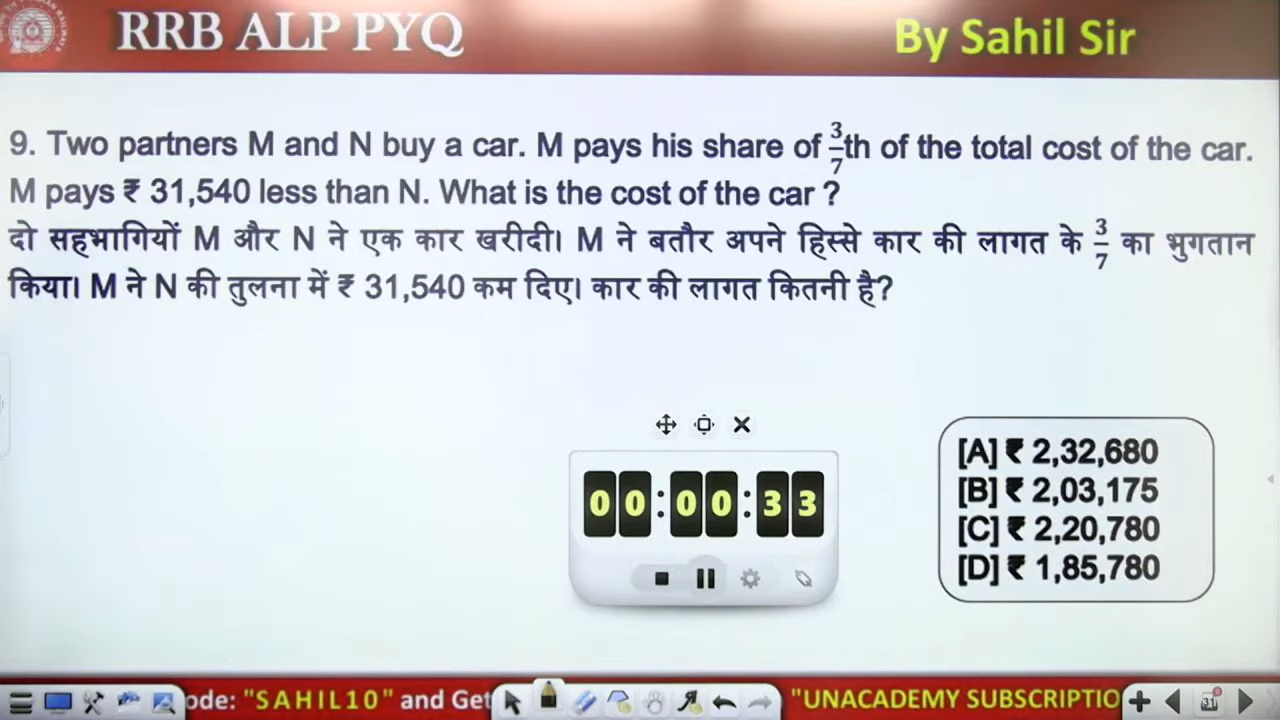 RRB ALP PYQ
By Sahil Sir
9. Two partners M and N buy a car. M pays his share of 3/7th of the total cost of the car.
M pays ₹ 31,540 less than N. What is the cost of the car ?
दो सहभागियों M और N ने एक कार खरीदी। M ने बतौर अपने हिस्से कार की लागत के 3/7 का भुगतान
किया। M ने N की तुलना में ₹ 31,540 कम दिए। कार की लागत कितनी है?
00:00:33
[A] ₹ 2,32,680
[B] ₹ 2,03,175
[C] ₹ 2,20,780
[D] ₹ 1,85,780
ode: "SAHIL10" and Get
"UNACADEMY SUBSCRIPTIO
31